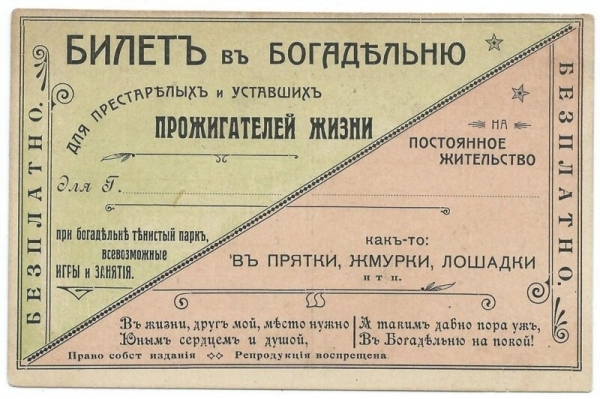 БИЛЕТЪ въ БОГАДѢЛЬНЮ
для ПРЕСТАРѢЛЫХЪ и УСТАВШИХЪ
ПРОЖИГАТЕЛЕЙ ЖИЗНИ
НА
ПОСТОЯННОЕ
ЖИТЕЛЬСТВО
для Г.
при богадѣльнѣ тѣнистый паркъ,
всевозможные
ИГРЫ и ЗАНЯТІЯ.
какъ-то:
ВЪ ПРЯТКИ, ЖМУРКИ, ЛОШАДКИ
и т п.
Въ жизни, другъ мой, мѣсто нужно
Юнымъ сердцемъ и душой,
А такимъ давно пора ужъ,
Въ Богадѣльню на покой!
Право собст изданія Репродукція воспрещена.
БЕЗПЛАТНО.
БЕЗПЛАТНО.